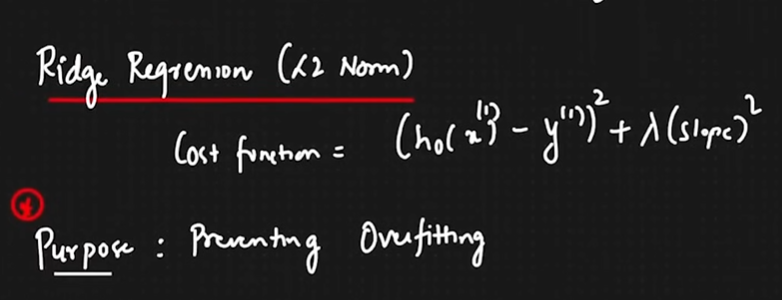 Ridge Regression (L2 Norm)
Cost function = (hθ(x⁽ⁱ⁾) - y⁽ⁱ⁾)² + λ(slope)²
Purpose : Preventing Overfitting